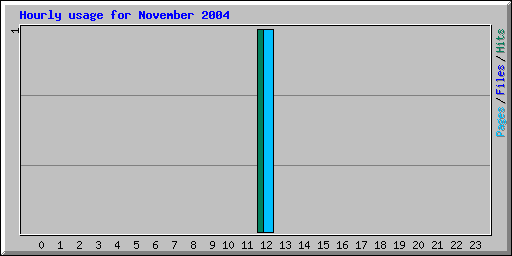 Hourly usage for November 2004
1
Pages/Files/Hits
0 1 2 3 4 5 6 7 8 9 10 11 12 13 14 15 16 17 18 19 20 21 22 23